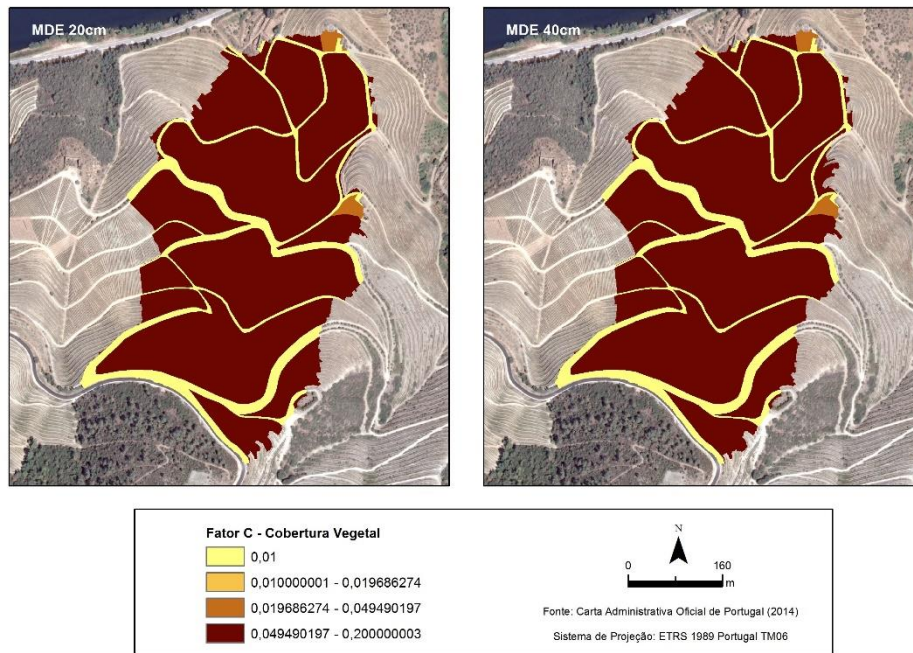 MDE 20cm
MDE 40cm
Fator C - Cobertura Vegetal
0,01
0,010000001 - 0,019686274
0,019686274 - 0,049490197
0,049490197 - 0,200000003
N
0 160
m
Fonte: Carta Administrativa Oficial de Portugal (2014)
Sistema de Projeção: ETRS 1989 Portugal TM06